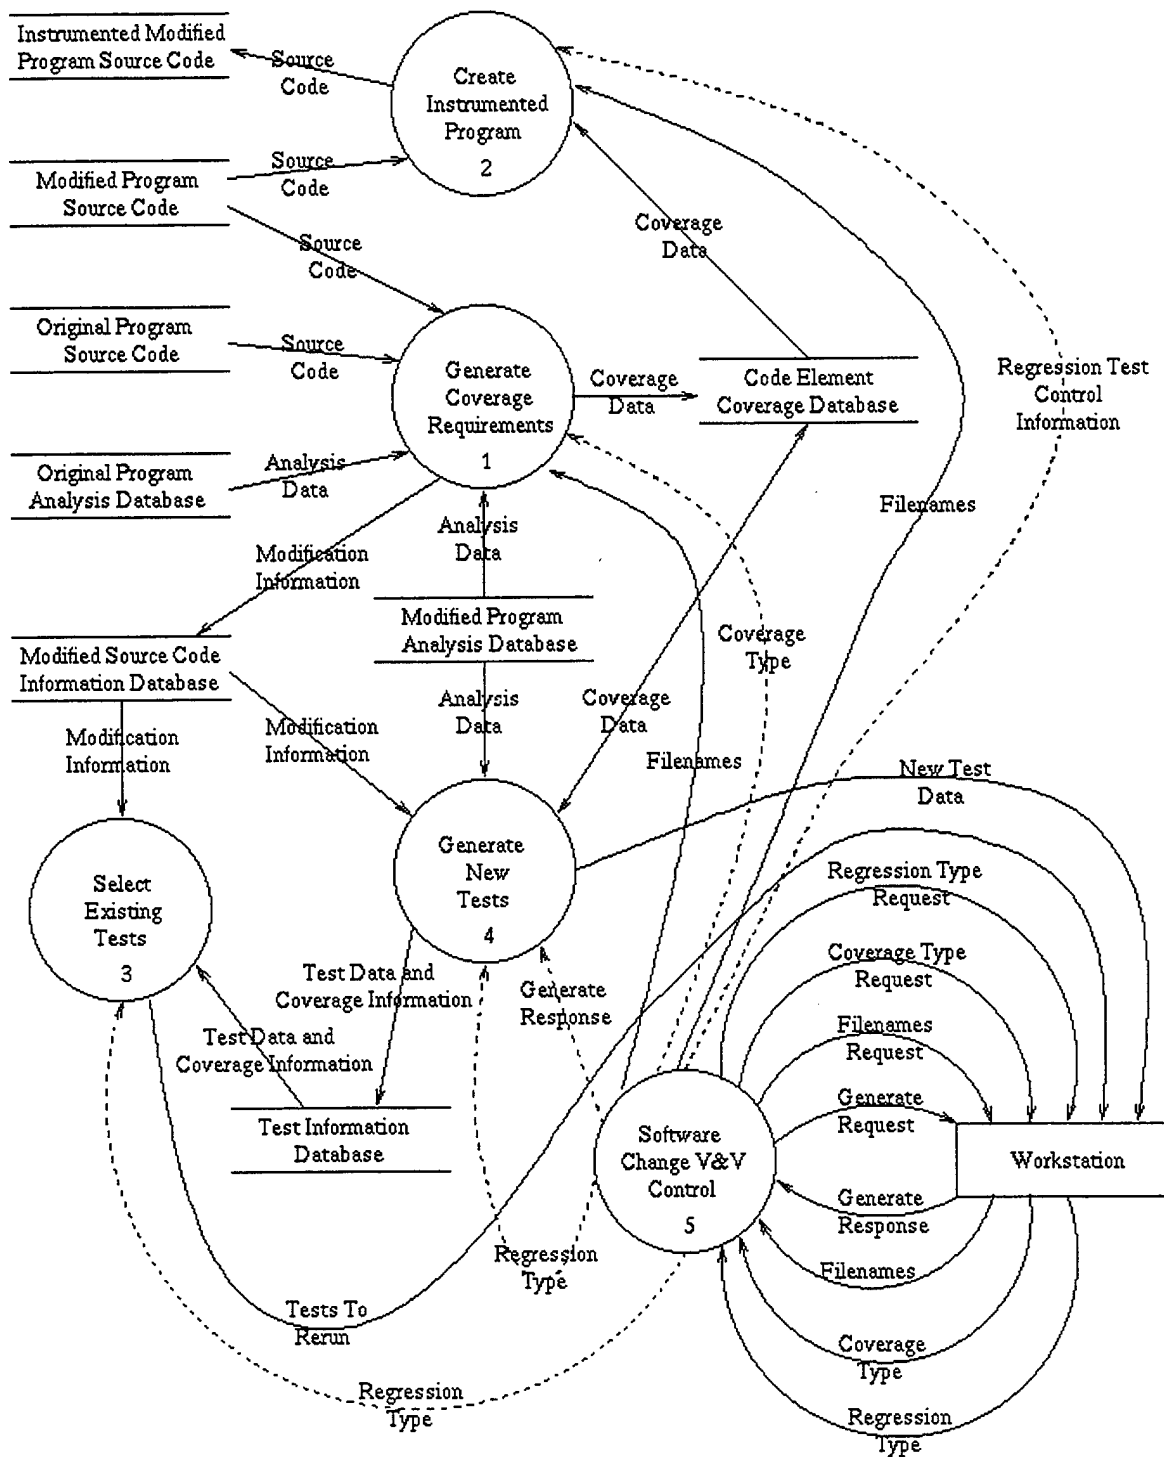 Instrumented Modified
Program Source Code
Source
Code
Create
Instrumented
Program
2
Modified Program
Source Code
Source
Code
Source
Code
Coverage
Data
Original Program
Source Code
Source
Code
Generate
Coverage
Requirements
1
Coverage
Data
Code Element
Coverage Database
Regression Test
Control
Information
Original Program
Analysis Database
Analysis
Data
Filenames
Modification
Information
Analysis
Data
Modified Program
Analysis Database
Coverage
Type
Modified Source Code
Information Database
Modification
Information
Modification
Information
Analysis
Data
Coverage
Data
Filenames
New Test
Data
Select
Existing
Tests
3
Generate
New
Tests
4
Regression Type
Request
Coverage Type
Request
Filenames
Request
Generate
Request
Test Data and
Coverage Information
Generate
Response
Test Data and
Coverage Information
Test Information
Database
Software
Change V&V
Control
5
Workstation
Generate
Response
Filenames
Regression
Type
Tests To
Rerun
Coverage
Type
Regression
Type
Regression
Type